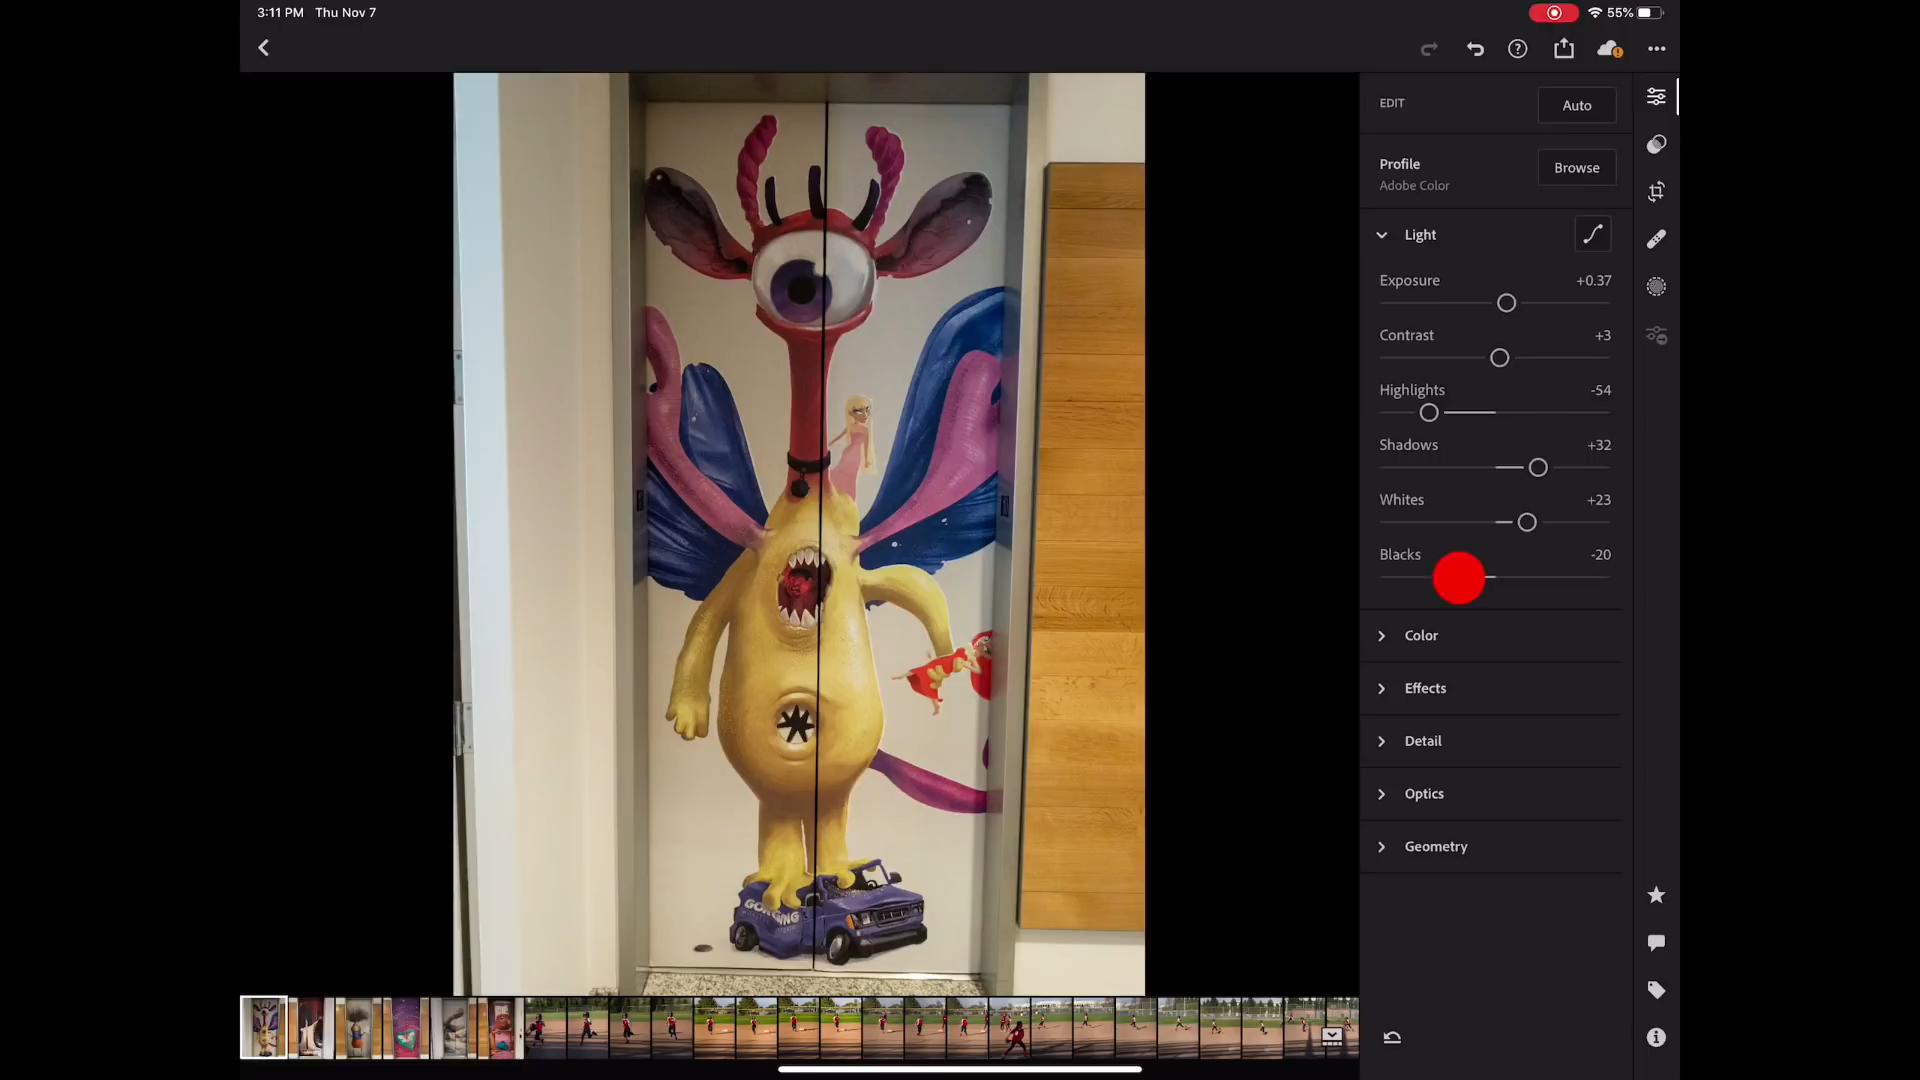 3:11 PM Thu Nov 7
55%
EDIT
Auto
Profile
Adobe Color
Browse
Light
Exposure +0.37
Contrast +3
Highlights -54
Shadows +32
Whites +23
Blacks -20
Color
Effects
Detail
Optics
Geometry